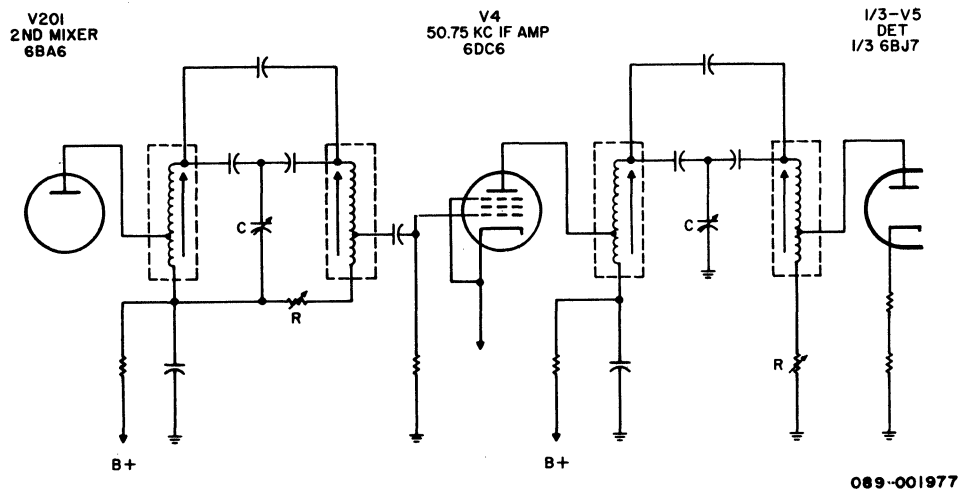 V201
2ND MIXER
6BA6
V4
50.75 KC IF AMP
6DC6
1/3-V5
DET
1/3 6BJ7
C
R
B+
C
R
B+
089-001977